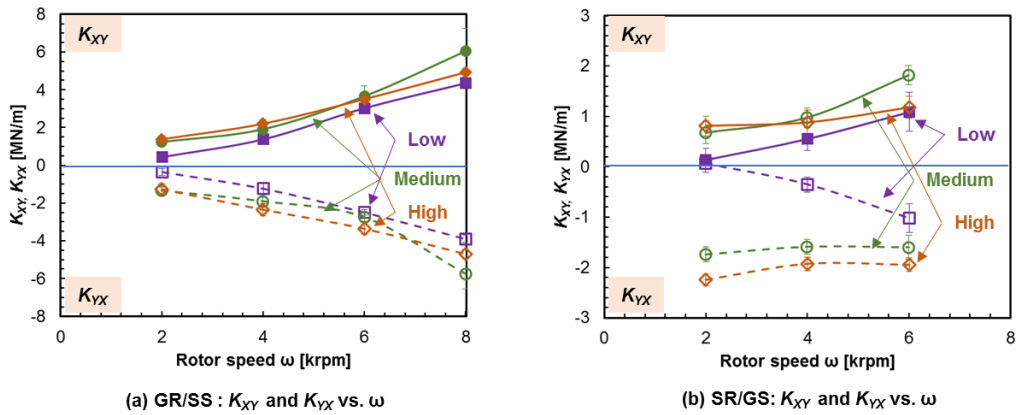 K_XY, K_YX [MN/m]
8
6
4
2
0
-2
-4
-6
-8
K_XY
Low
Medium
High
K_YX
0
2
4
6
8
Rotor speed ω [krpm]
(a) GR/SS : K_XY and K_YX vs. ω
K_XY, K_YX [MN/m]
3
2
1
0
-1
-2
-3
K_XY
Low
Medium
High
K_YX
0
2
4
6
8
Rotor speed ω [krpm]
(b) SR/GS: K_XY and K_YX vs. ω